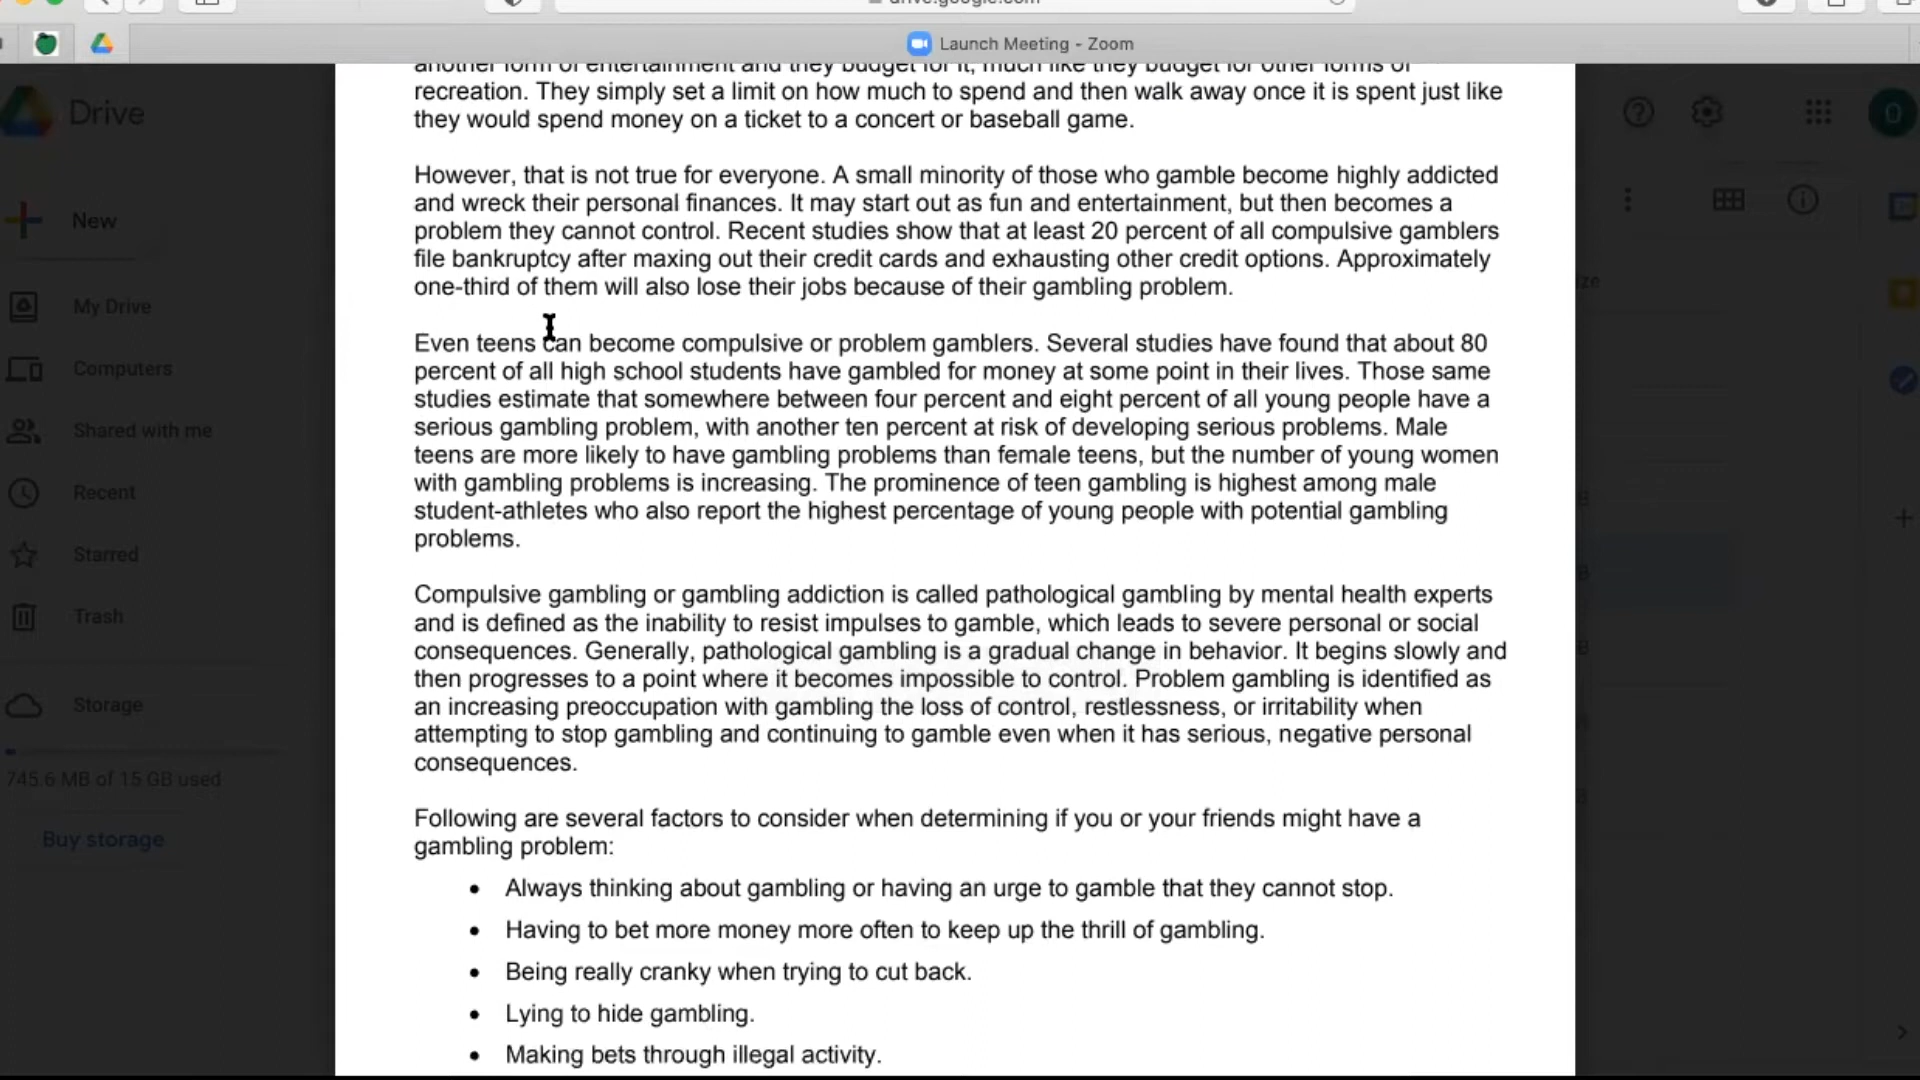 drive.google.com
Launch Meeting - Zoom
another form of entertainment and they budget for it, much like they budget for other forms of
recreation. They simply set a limit on how much to spend and then walk away once it is spent just like
they would spend money on a ticket to a concert or baseball game.
However, that is not true for everyone. A small minority of those who gamble become highly addicted
and wreck their personal finances. It may start out as fun and entertainment, but then becomes a
problem they cannot control. Recent studies show that at least 20 percent of all compulsive gamblers
file bankruptcy after maxing out their credit cards and exhausting other credit options. Approximately
one-third of them will also lose their jobs because of their gambling problem.
Even teens can become compulsive or problem gamblers. Several studies have found that about 80
percent of all high school students have gambled for money at some point in their lives. Those same
studies estimate that somewhere between four percent and eight percent of all young people have a
serious gambling problem, with another ten percent at risk of developing serious problems. Male
teens are more likely to have gambling problems than female teens, but the number of young women
with gambling problems is increasing. The prominence of teen gambling is highest among male
student-athletes who also report the highest percentage of young people with potential gambling
problems.
Compulsive gambling or gambling addiction is called pathological gambling by mental health experts
and is defined as the inability to resist impulses to gamble, which leads to severe personal or social
consequences. Generally, pathological gambling is a gradual change in behavior. It begins slowly and
then progresses to a point where it becomes impossible to control. Problem gambling is identified as
an increasing preoccupation with gambling the loss of control, restlessness, or irritability when
attempting to stop gambling and continuing to gamble even when it has serious, negative personal
consequences.
Following are several factors to consider when determining if you or your friends might have a
gambling problem:
• Always thinking about gambling or having an urge to gamble that they cannot stop.
• Having to bet more money more often to keep up the thrill of gambling.
• Being really cranky when trying to cut back.
• Lying to hide gambling.
• Making bets through illegal activity.
Drive
New
My Drive
Computers
Shared with me
Recent
Starred
Trash
Storage
745.6 MB of 15 GB used
Buy storage